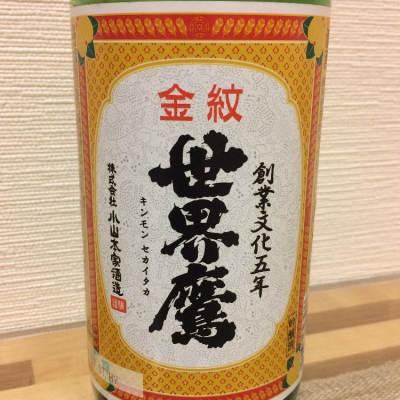 金紋
創業文化五年
世界鷹
キンモン セカイタカ
株式会社 小山本家酒造